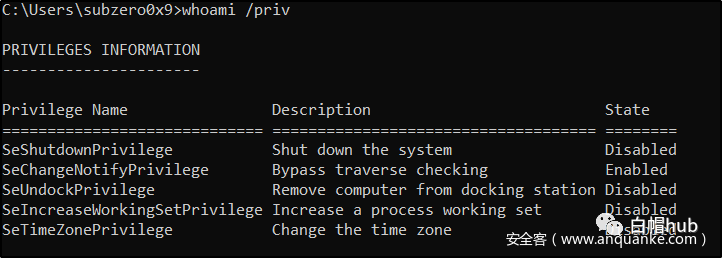 C:\Users\subzero0x9>whoami /priv
PRIVILEGES INFORMATION
----------------------
Privilege Name Description State
============================= ==================================== ========
SeShutdownPrivilege Shut down the system Disabled
SeChangeNotifyPrivilege Bypass traverse checking Enabled
SeUndockPrivilege Remove computer from docking station Disabled
SeIncreaseWorkingSetPrivilege Increase a process working set Disabled
SeTimeZonePrivilege Change the time zone
白帽hub
安全客（www.anquanke.com）